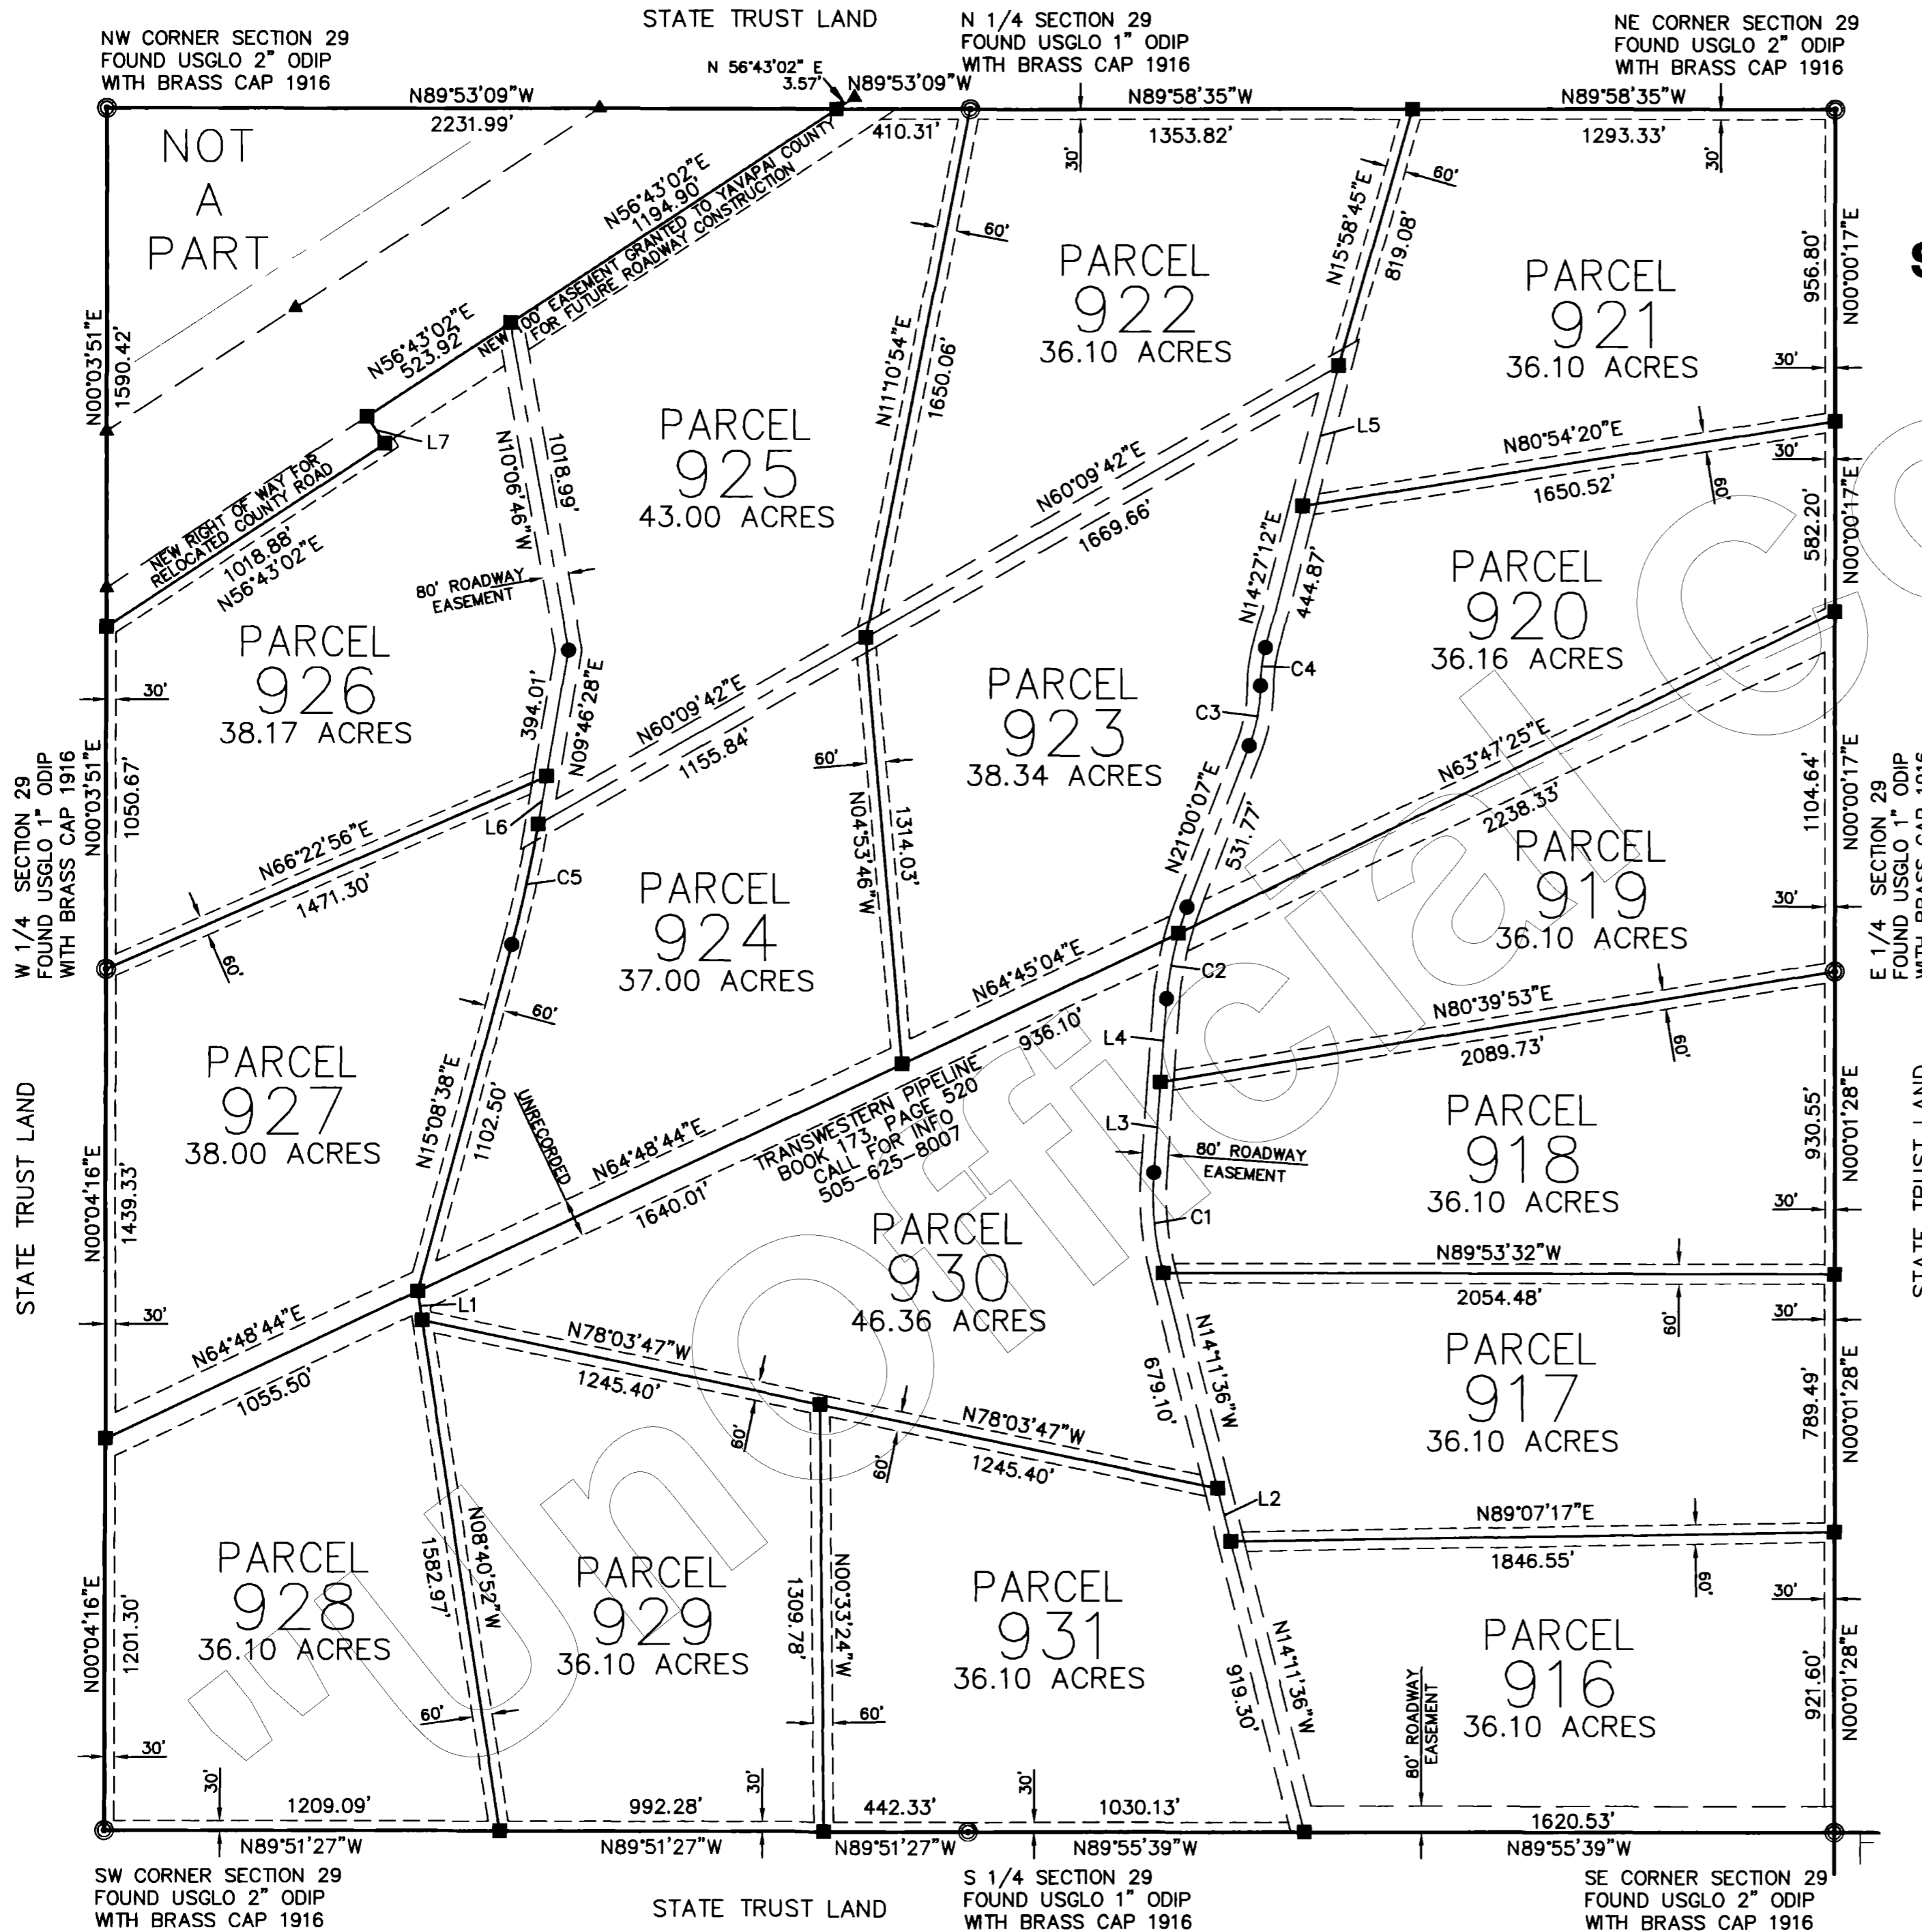 STATE TRUST LAND
NW CORNER SECTION 29
FOUND USGLO 2" ODIP
WITH BRASS CAP 1916
N 1/4 SECTION 29
FOUND USGLO 1" ODIP
WITH BRASS CAP 1916
NE CORNER SECTION 29
FOUND USGLO 2" ODIP
WITH BRASS CAP 1916
N 56°43'02" E
3.57'
N89°53'09"W
2231.99'
N89°53'09"W
410.31'
N89°58'35"W
1353.82'
30'
N89°58'35"W
1293.33'
30'
NOT
A
PART
N00°03'51"E
1590.42'
N56°43'02"E
1194.90'
NEW 100' EASEMENT GRANTED TO YAVAPAI COUNTY
FOR FUTURE ROADWAY CONSTRUCTION
N56°43'02"E
523.92'
L7
NEW RIGHT OF WAY FOR
RELOCATED COUNTY ROAD
1018.88'
N56°43'02"E
60'
N11°10'54"E
1650.06'
PARCEL
922
36.10 ACRES
N15°58'45"E
819.08'
60'
PARCEL
921
36.10 ACRES
956.80'
N00°00'17"E
30'
PARCEL
925
43.00 ACRES
N10°06'46"W
1018.99'
80' ROADWAY
EASEMENT
N60°09'42"E
1669.66'
L5
N80°54'20"E
1650.52'
60'
30'
582.20'
N00°00'17"E
N14°27'12"E
444.87'
PARCEL
920
36.16 ACRES
PARCEL
926
38.17 ACRES
30'
N00°03'51"E
1050.67'
394.01'
N09°46'28"E
N60°09'42"E
1155.84'
PARCEL
923
38.34 ACRES
60'
N04°53'46"W
1314.03'
C4
C3
N21°00'07"E
531.77'
N63°47'25"E
2238.33'
N00°00'17"E
1104.64'
W 1/4 SECTION 29
FOUND USGLO 1" ODIP
WITH BRASS CAP 1916
N66°22'56"E
1471.30'
60'
L6
C5
PARCEL
924
37.00 ACRES
60'
PARCEL
919
36.10 ACRES
30'
E 1/4 SECTION 29
FOUND USGLO 1" ODIP
WITH BRASS CAP 1916
N64°45'04"E
936.10'
C2
L4
N80°39'53"E
2089.73'
60'
PARCEL
927
38.00 ACRES
STATE TRUST LAND
N00°04'16"E
1439.33'
N15°08'38"E
1102.50'
UNRECORDED
N64°48'44"E
1640.01'
TRANSWESTERN PIPELINE
BOOK 173, PAGE 520
CALL FOR INFO
505-625-8007
L3
80' ROADWAY
EASEMENT
C1
PARCEL
918
36.10 ACRES
930.55'
N00°01'28"E
30'
STATE TRUST LAND
N89°53'32"W
2054.48'
60'
30'
PARCEL
930
46.36 ACRES
N64°48'44"E
1055.50'
30'
L1
N78°03'47"W
1245.40'
60'
N78°03'47"W
1245.40'
60'
N14°11'36"W
679.10'
L2
PARCEL
917
36.10 ACRES
789.49'
N00°01'28"E
N89°07'17"E
1846.55'
60'
30'
PARCEL
928
36.10 ACRES
N00°04'16"E
1201.30'
N08°40'52"W
1582.97'
60'
30'
PARCEL
929
36.10 ACRES
N00°33'24"W
1309.78'
60'
PARCEL
931
36.10 ACRES
N14°11'36"W
919.30'
80' ROADWAY
EASEMENT
PARCEL
916
36.10 ACRES
921.60'
N00°01'28"E
30'
1209.09'
N89°51'27"W
992.28'
N89°51'27"W
30'
442.33'
N89°51'27"W
30'
1030.13'
N89°55'39"W
1620.53'
N89°55'39"W
SW CORNER SECTION 29
FOUND USGLO 2" ODIP
WITH BRASS CAP 1916
STATE TRUST LAND
S 1/4 SECTION 29
FOUND USGLO 1" ODIP
WITH BRASS CAP 1916
SE CORNER SECTION 29
FOUND USGLO 2" ODIP
WITH BRASS CAP 1916
"Unofficial Co